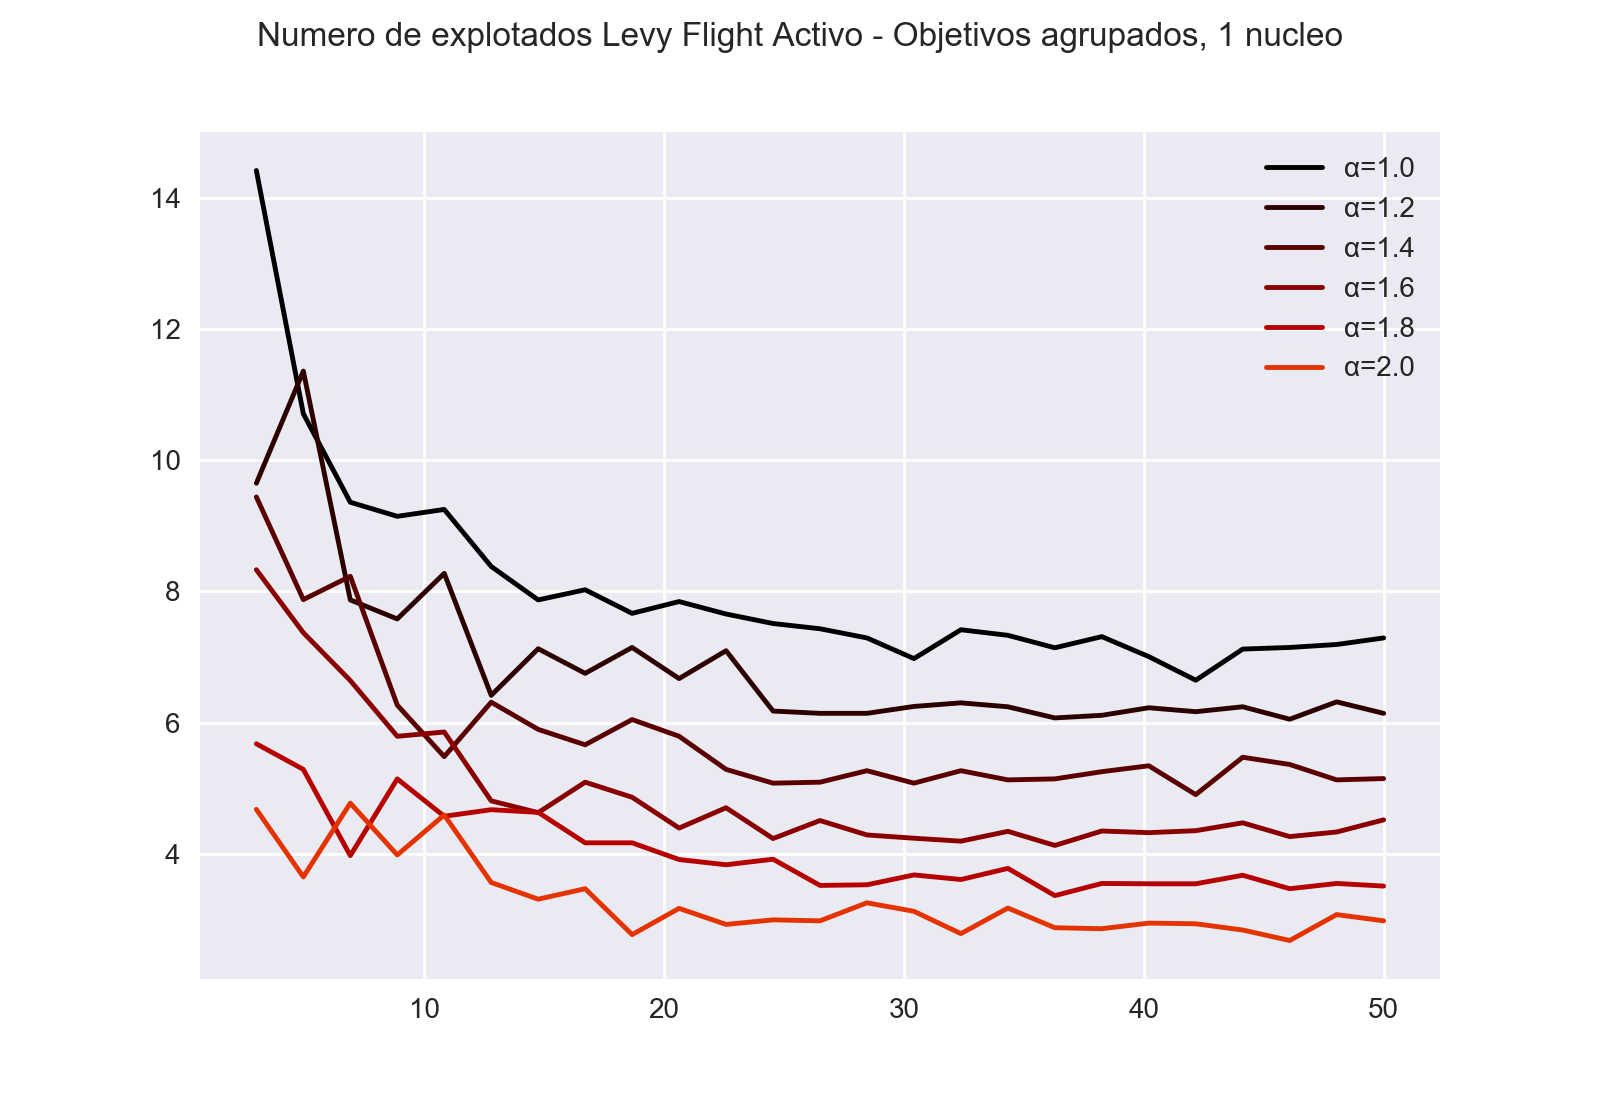 Numero de explotados Levy Flight Activo - Objetivos agrupados, 1 nucleo
α=1.0
α=1.2
α=1.4
α=1.6
α=1.8
α=2.0
14
12
10
8
6
4
10 20 30 40 50